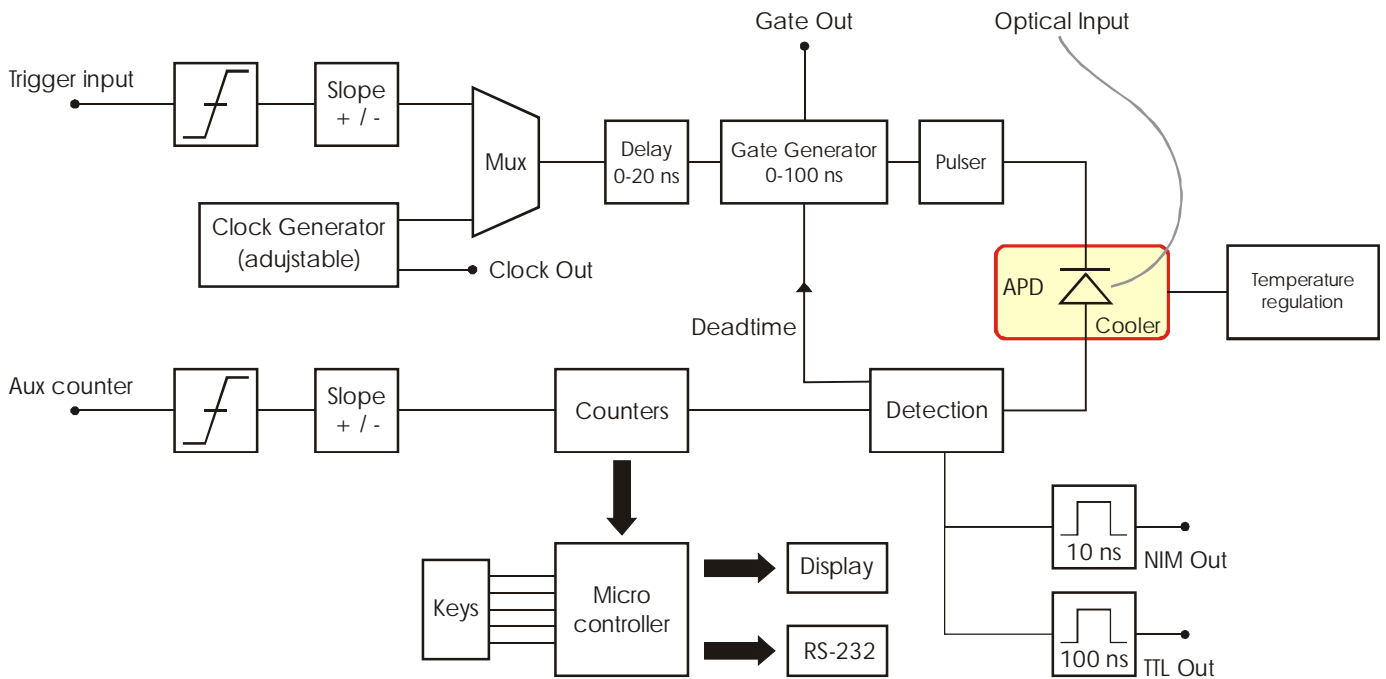 Gate Out
Optical Input
Trigger input
Slope
+ / -
Mux
Delay
0-20 ns
Gate Generator
0-100 ns
Pulser
Clock Generator
(adujstable)
Clock Out
APD
Cooler
Temperature
regulation
Deadtime
Aux counter
Slope
+ / -
Counters
Detection
10 ns
NIM Out
Keys
Micro
controller
Display
RS-232
100 ns
TTL Out